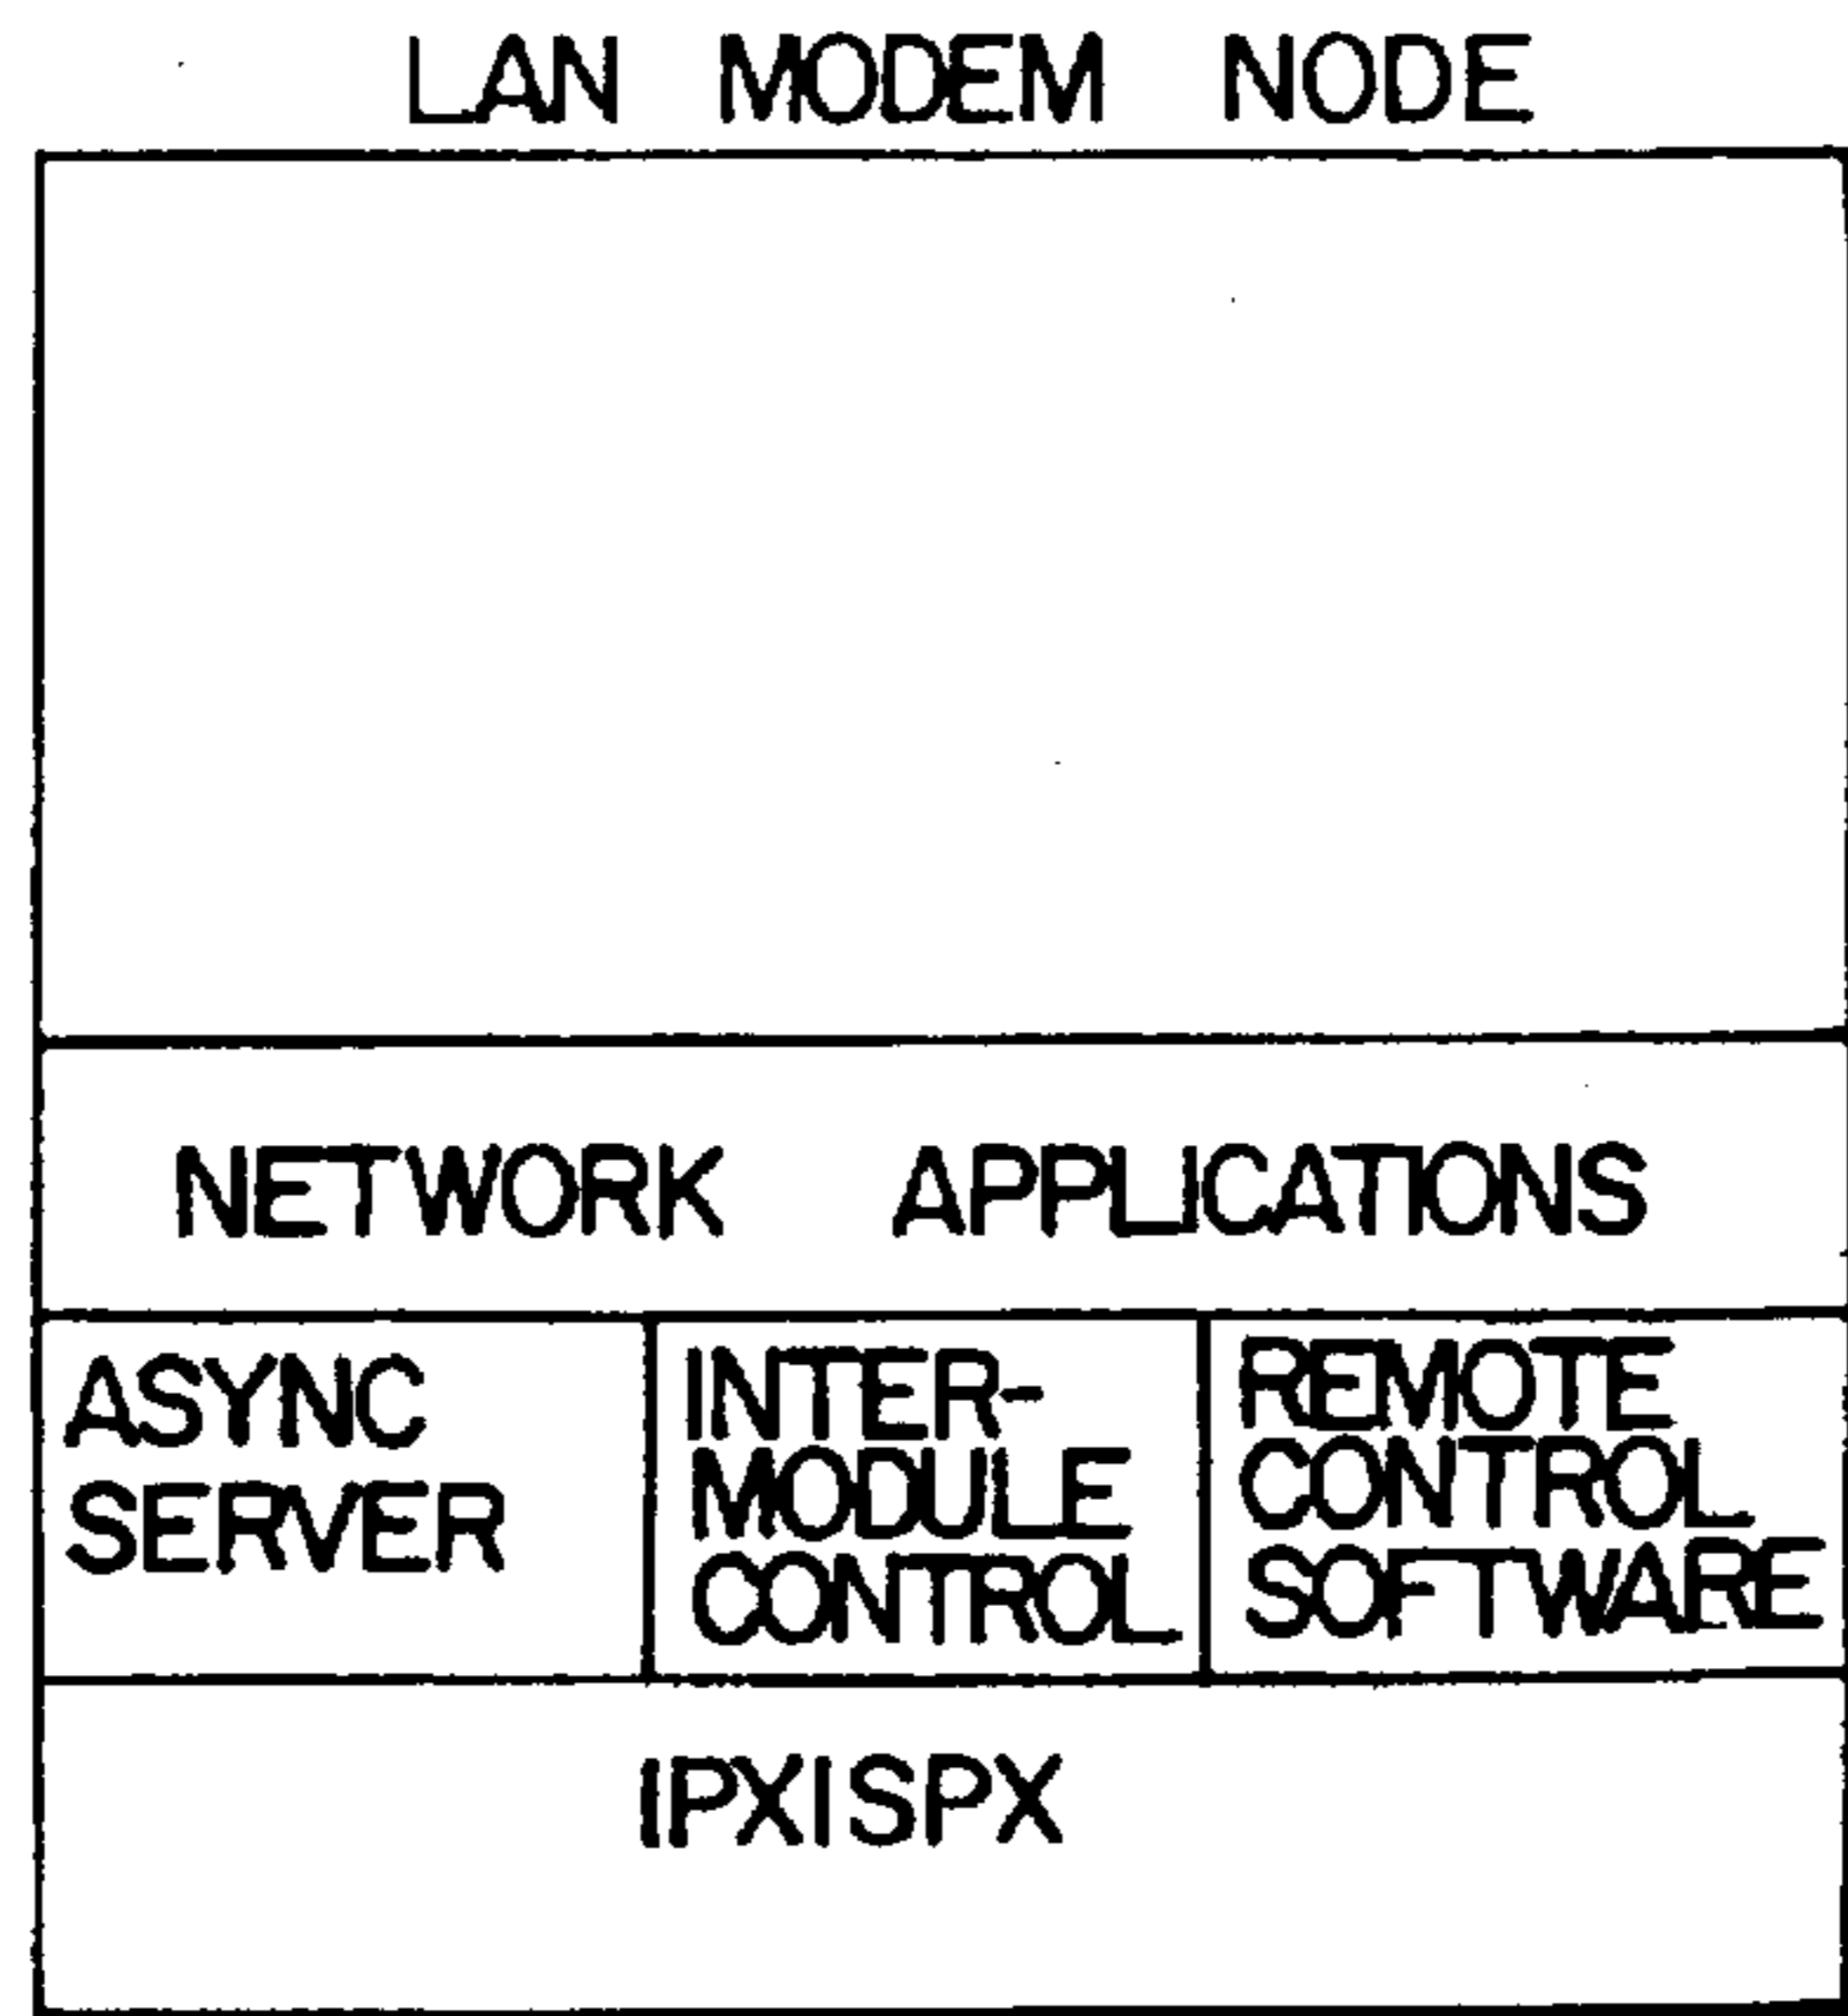 LAN MODEM NODE
NETWORK APPLICATIONS
ASYNC
SERVER
INTER-
MODULE
CONTROL
REMOTE
CONTROL
SOFTWARE
IPXISPX